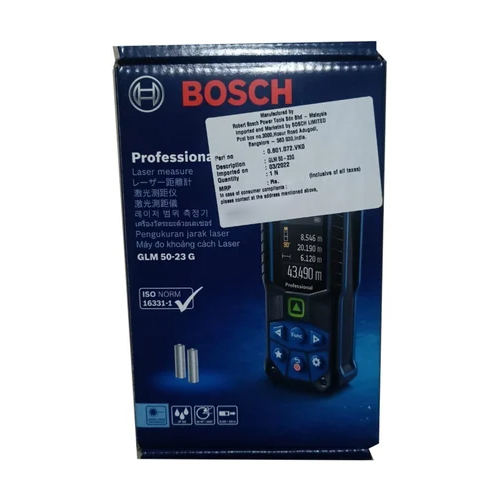 BOSCH
Manufactured by
Robert Bosch Power Tools Sdn Bhd - Malaysia
Imported and Marketed by BOSCH LIMITED
Post box no.3000, Hosur Road Adugodi,
Bangalore - 560 030, India.
Part no : 0.601.072.VK0
Description : GLM 50-23G
Imported on : 03/2022
Quantity : 1 N
MRP : Rs. (inclusive of all taxes)
In case of consumer complaints :
please contact at the address mentioned above,
Professional
Laser measure
レーザー距離計
激光测距仪
激光測距儀
레이저 범위 측정기
เครื่องวัดระยะด้วยเลเซอร์
Pengukuran jarak laser
Máy đo khoảng cách Laser
GLM 50-23 G
90°
8.546 m
20.190 m
6.120 m
43.490 m
Professional
FUNC
ISO NORM
16331-1